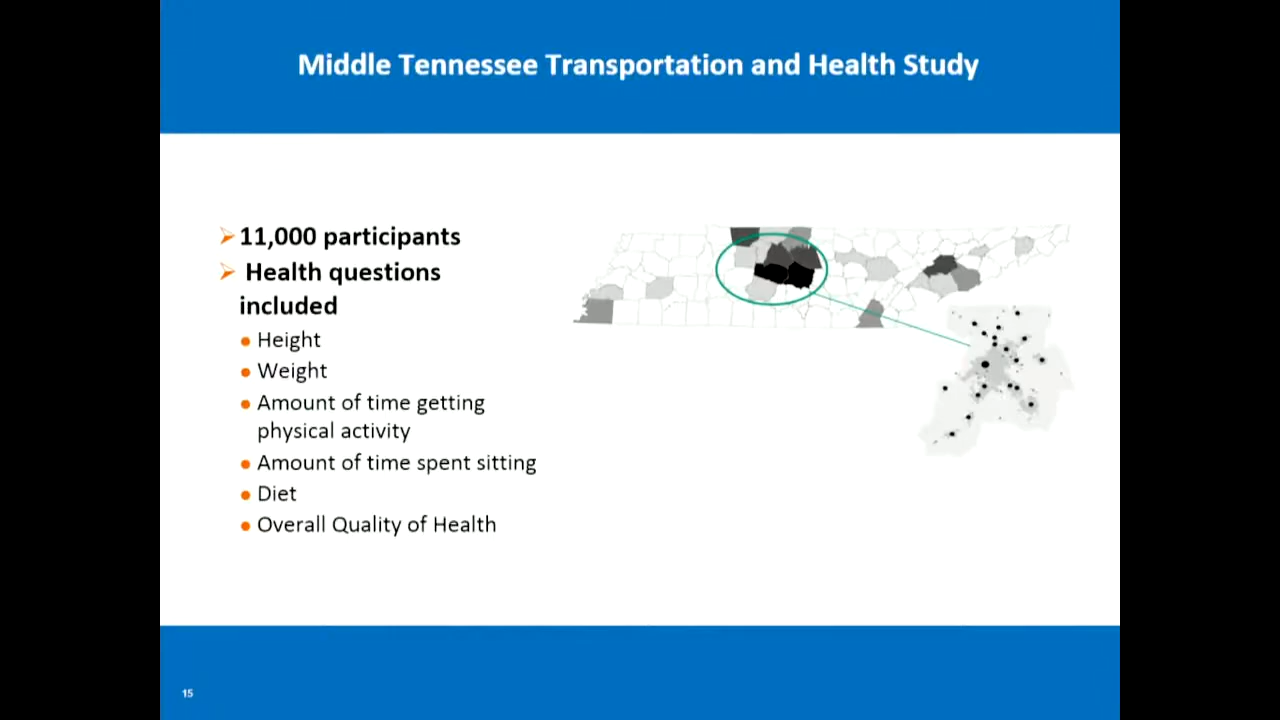 Middle Tennessee Transportation and Health Study
11,000 participants
Health questions
included
Height
Weight
Amount of time getting
physical activity
Amount of time spent sitting
Diet
Overall Quality of Health
15